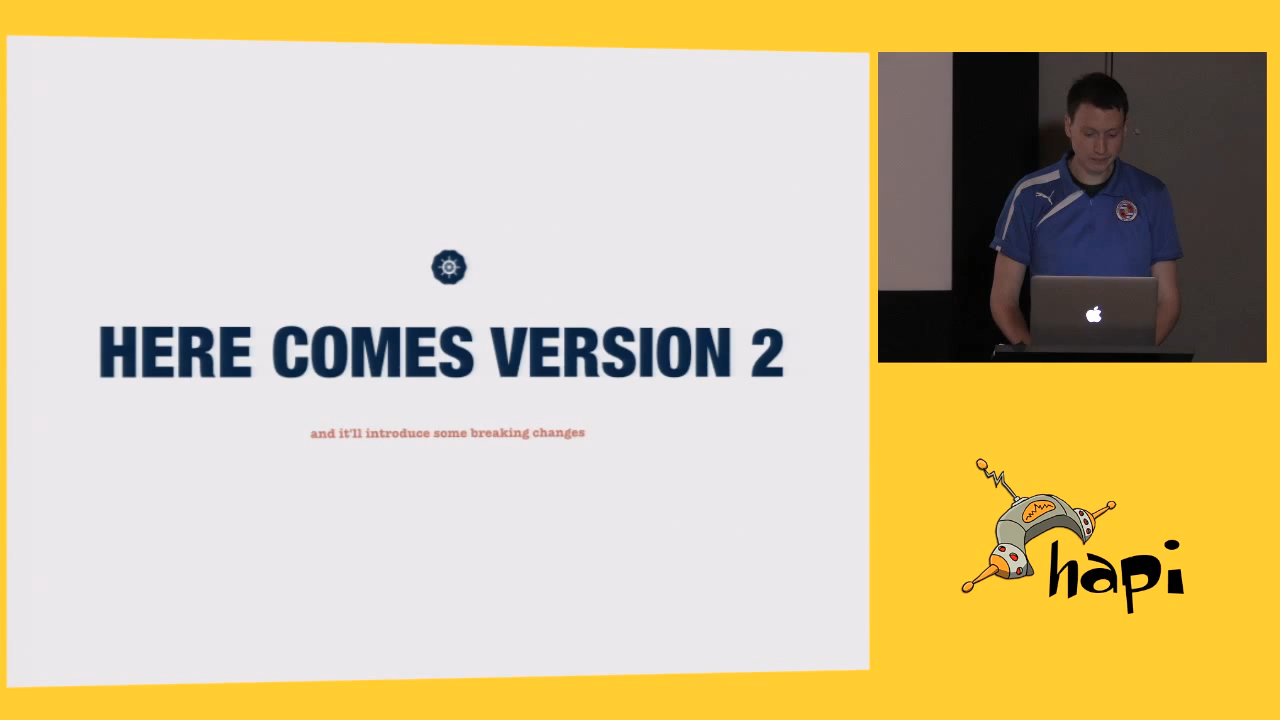 HERE COMES VERSION 2
and it'll introduce some breaking changes
hapi